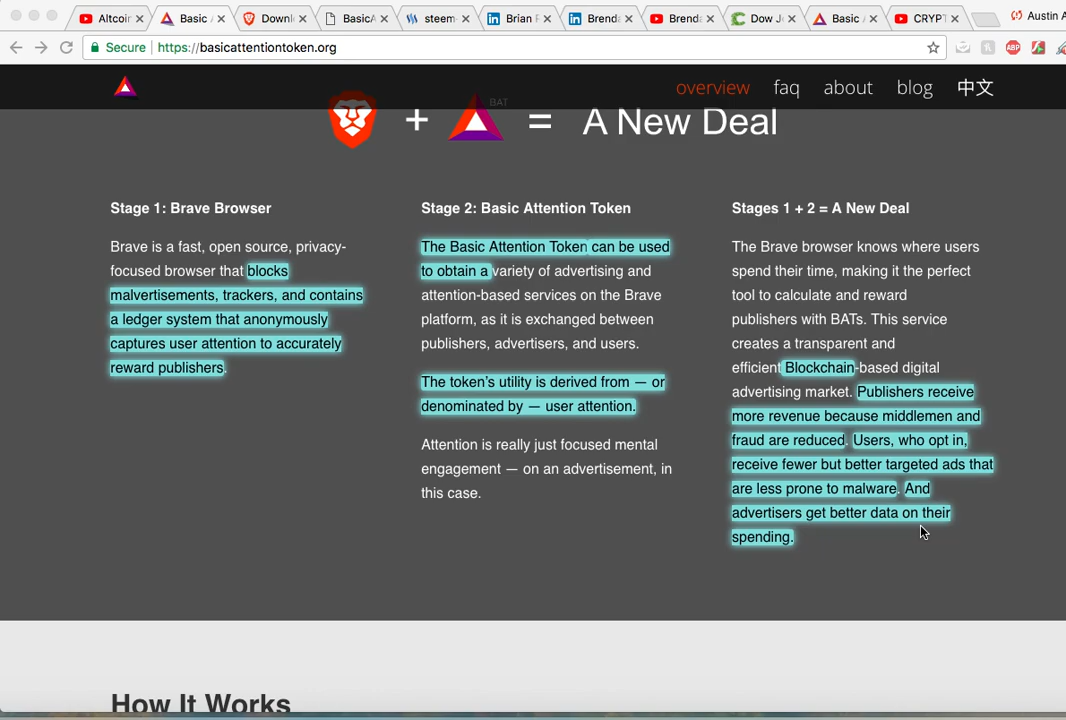 Altcoin
Basic A
Downl
BasicA
steem-
Brian F
Brenda
Brenda
Dow J
Basic A
CRYPT
Austin A
Secure
https://basicattentiontoken.org
ABP
overview
faq
about
blog
中文
BAT
+
=
A New Deal
Stage 1: Brave Browser
Brave is a fast, open source, privacy-
focused browser that blocks
malvertisements, trackers, and contains
a ledger system that anonymously
captures user attention to accurately
reward publishers.
Stage 2: Basic Attention Token
The Basic Attention Token can be used
to obtain a variety of advertising and
attention-based services on the Brave
platform, as it is exchanged between
publishers, advertisers, and users.
The token's utility is derived from — or
denominated by — user attention.
Attention is really just focused mental
engagement — on an advertisement, in
this case.
Stages 1 + 2 = A New Deal
The Brave browser knows where users
spend their time, making it the perfect
tool to calculate and reward
publishers with BATs. This service
creates a transparent and
efficient Blockchain-based digital
advertising market. Publishers receive
more revenue because middlemen and
fraud are reduced. Users, who opt in,
receive fewer but better targeted ads that
are less prone to malware. And
advertisers get better data on their
spending.
How It Works